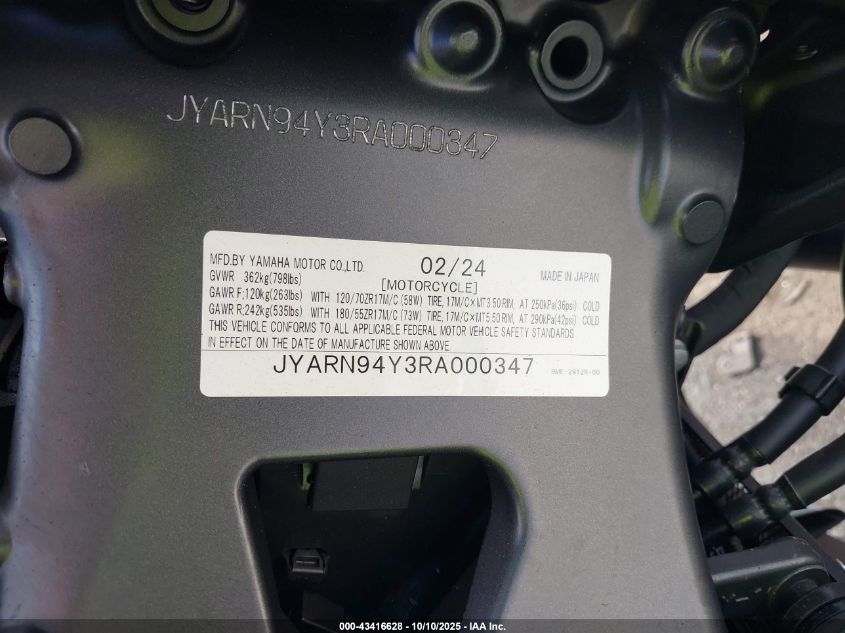 JYARN94Y3RA000347
MFD.BY YAMAHA MOTOR CO.,LTD. 02/24 MADE IN JAPAN
GVWR 362kg(798lbs) [MOTORCYCLE]
GAWR F;120kg(263lbs) WITH 120/70ZR17M/C(58W) TIRE, 17M/C×MT3.50 RIM, AT 250kPa(36psi) COLD
GAWR R;242kg(535lbs) WITH 180/55ZR17M/C(73W) TIRE, 17M/C×MT5.50 RIM, AT 290kPa(42psi) COLD
THIS VEHICLE CONFORMS TO ALL APPLICABLE FEDERAL MOTOR VEHICLE SAFETY STANDARDS
IN EFFECT ON THE DATE OF MANUFACTURE SHOWN ABOVE.
JYARN94Y3RA000347
000-43416628 - 10/10/2025 - IAA Inc.